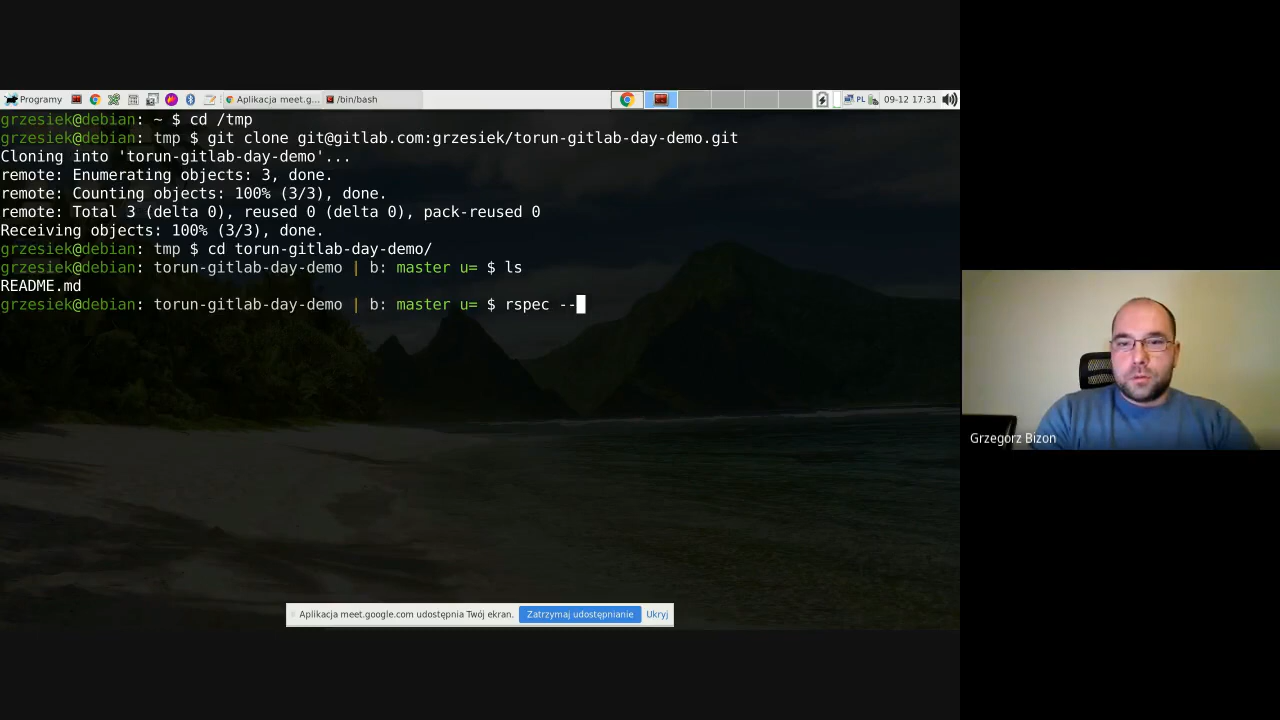 Programy
Aplikacja meet.g...
/bin/bash
PL
09-12 17:31
grzesiek@debian: ~ $ cd /tmp
grzesiek@debian: tmp $ git clone git@gitlab.com:grzesiek/torun-gitlab-day-demo.git
Cloning into 'torun-gitlab-day-demo'...
remote: Enumerating objects: 3, done.
remote: Counting objects: 100% (3/3), done.
remote: Total 3 (delta 0), reused 0 (delta 0), pack-reused 0
Receiving objects: 100% (3/3), done.
grzesiek@debian: tmp $ cd torun-gitlab-day-demo/
grzesiek@debian: torun-gitlab-day-demo | b: master u= $ ls
README.md
grzesiek@debian: torun-gitlab-day-demo | b: master u= $ rspec --
Grzegorz Bizon
Aplikacja meet.google.com udostępnia Twój ekran.
Zatrzymaj udostępnianie
Ukryj